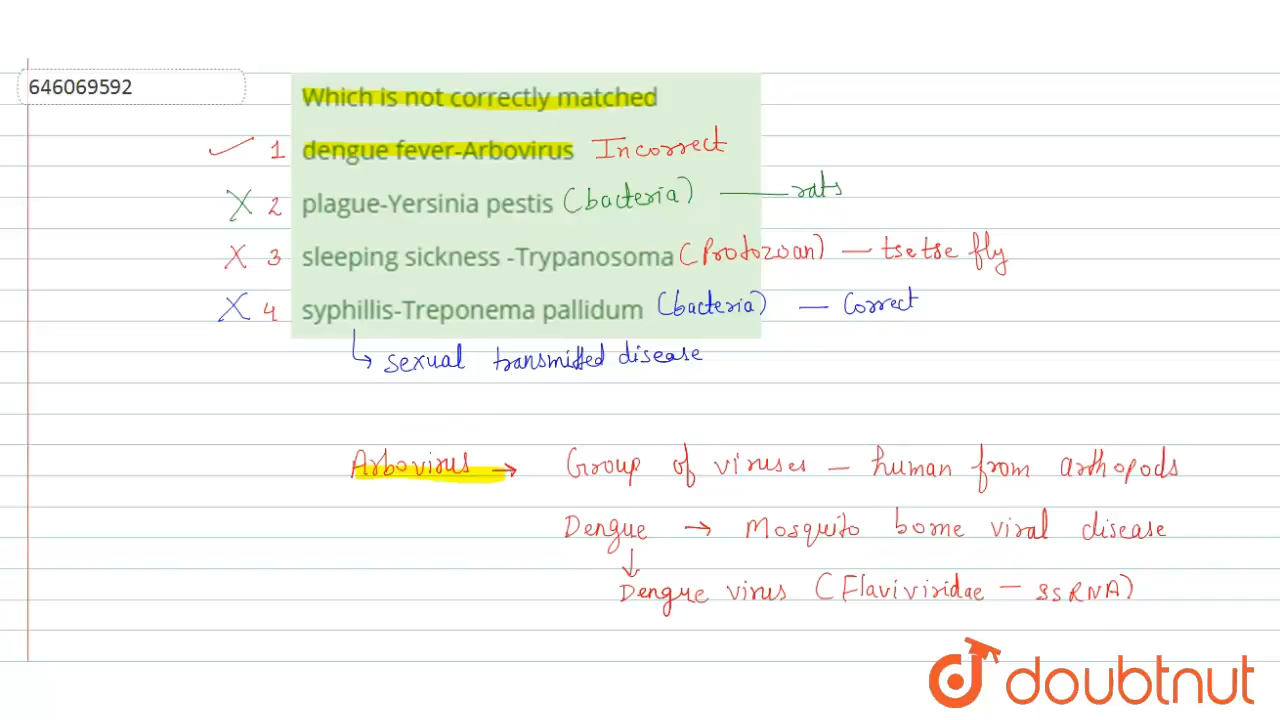 646069592
Which is not correctly matched
1 dengue fever-Arbovirus Incorrect
X 2 plague-Yersinia pestis (bacteria) — rats
X 3 sleeping sickness -Trypanosoma (Protozoan) — tsetse fly
X 4 syphillis-Treponema pallidum (bacteria) — Correct
↳ sexual transmitted disease
Arbovirus → Group of viruses – human from arthopods
Dengue → Mosquito borne viral disease
↓
Dengue virus (Flaviviridae – ssRNA)
doubtnut